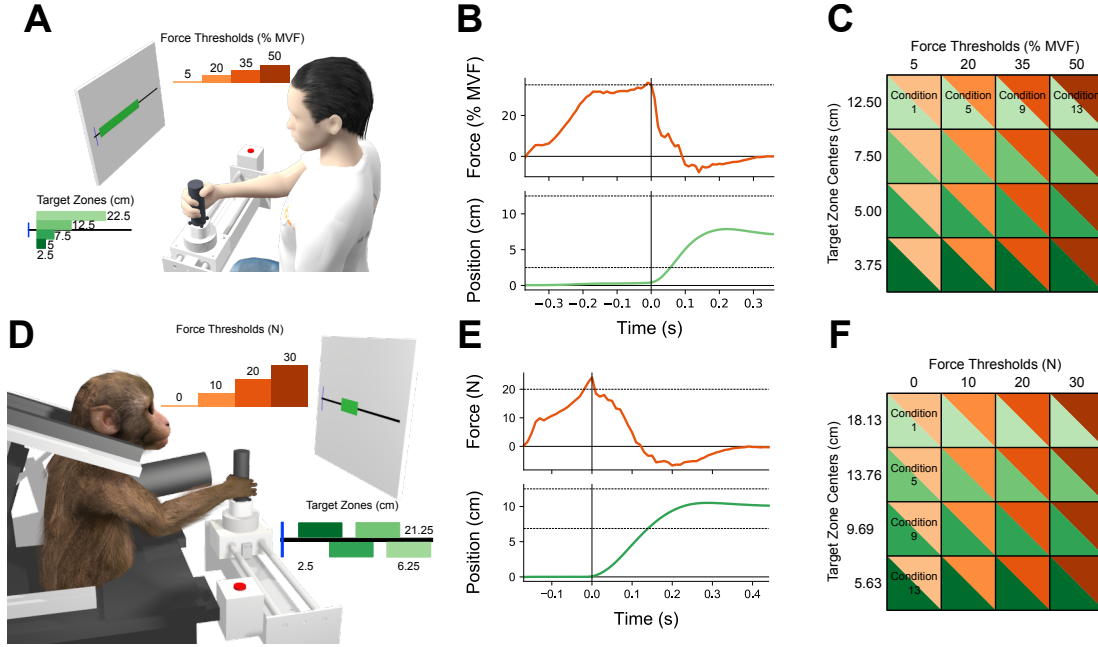 A
Force Thresholds (% MVF)
5
20
35
50
Target Zones (cm)
22.5
12.5
7.5
5
2.5
B
Force (% MVF)
20
0
Position (cm)
10
5
0
−0.3 −0.2 −0.1 0.0 0.1 0.2 0.3
Time (s)
C
Force Thresholds (% MVF)
5 20 35 50
Target Zone Centers (cm)
12.50
7.50
5.00
3.75
Condition
1
Condition
5
Condition
9
Condition
13
D
Force Thresholds (N)
0
10
20
30
Target Zones (cm)
21.25
2.5
6.25
E
Force (N)
20
10
0
Position (cm)
10
5
0
−0.1 0.0 0.1 0.2 0.3 0.4
Time (s)
F
Force Thresholds (N)
0 10 20 30
Target Zone Centers (cm)
18.13
13.76
9.69
5.63
Condition
1
Condition
5
Condition
9
Condition
13